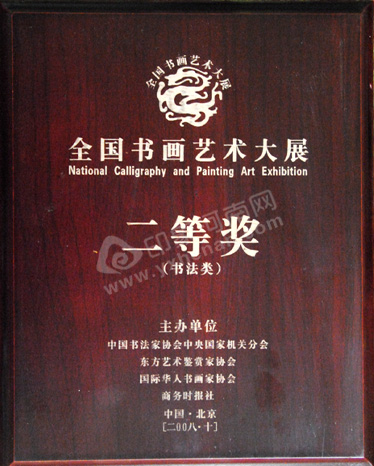 全国书画艺术大展
全国书画艺术大展
National Calligraphy and Painting Art Exhibition
二等奖
（书法类）
主办单位
中国书法家协会中央国家机关分会
东方艺术鉴赏家协会
国际华人书画家协会
商务时报社
中国·北京
［二00八·十］